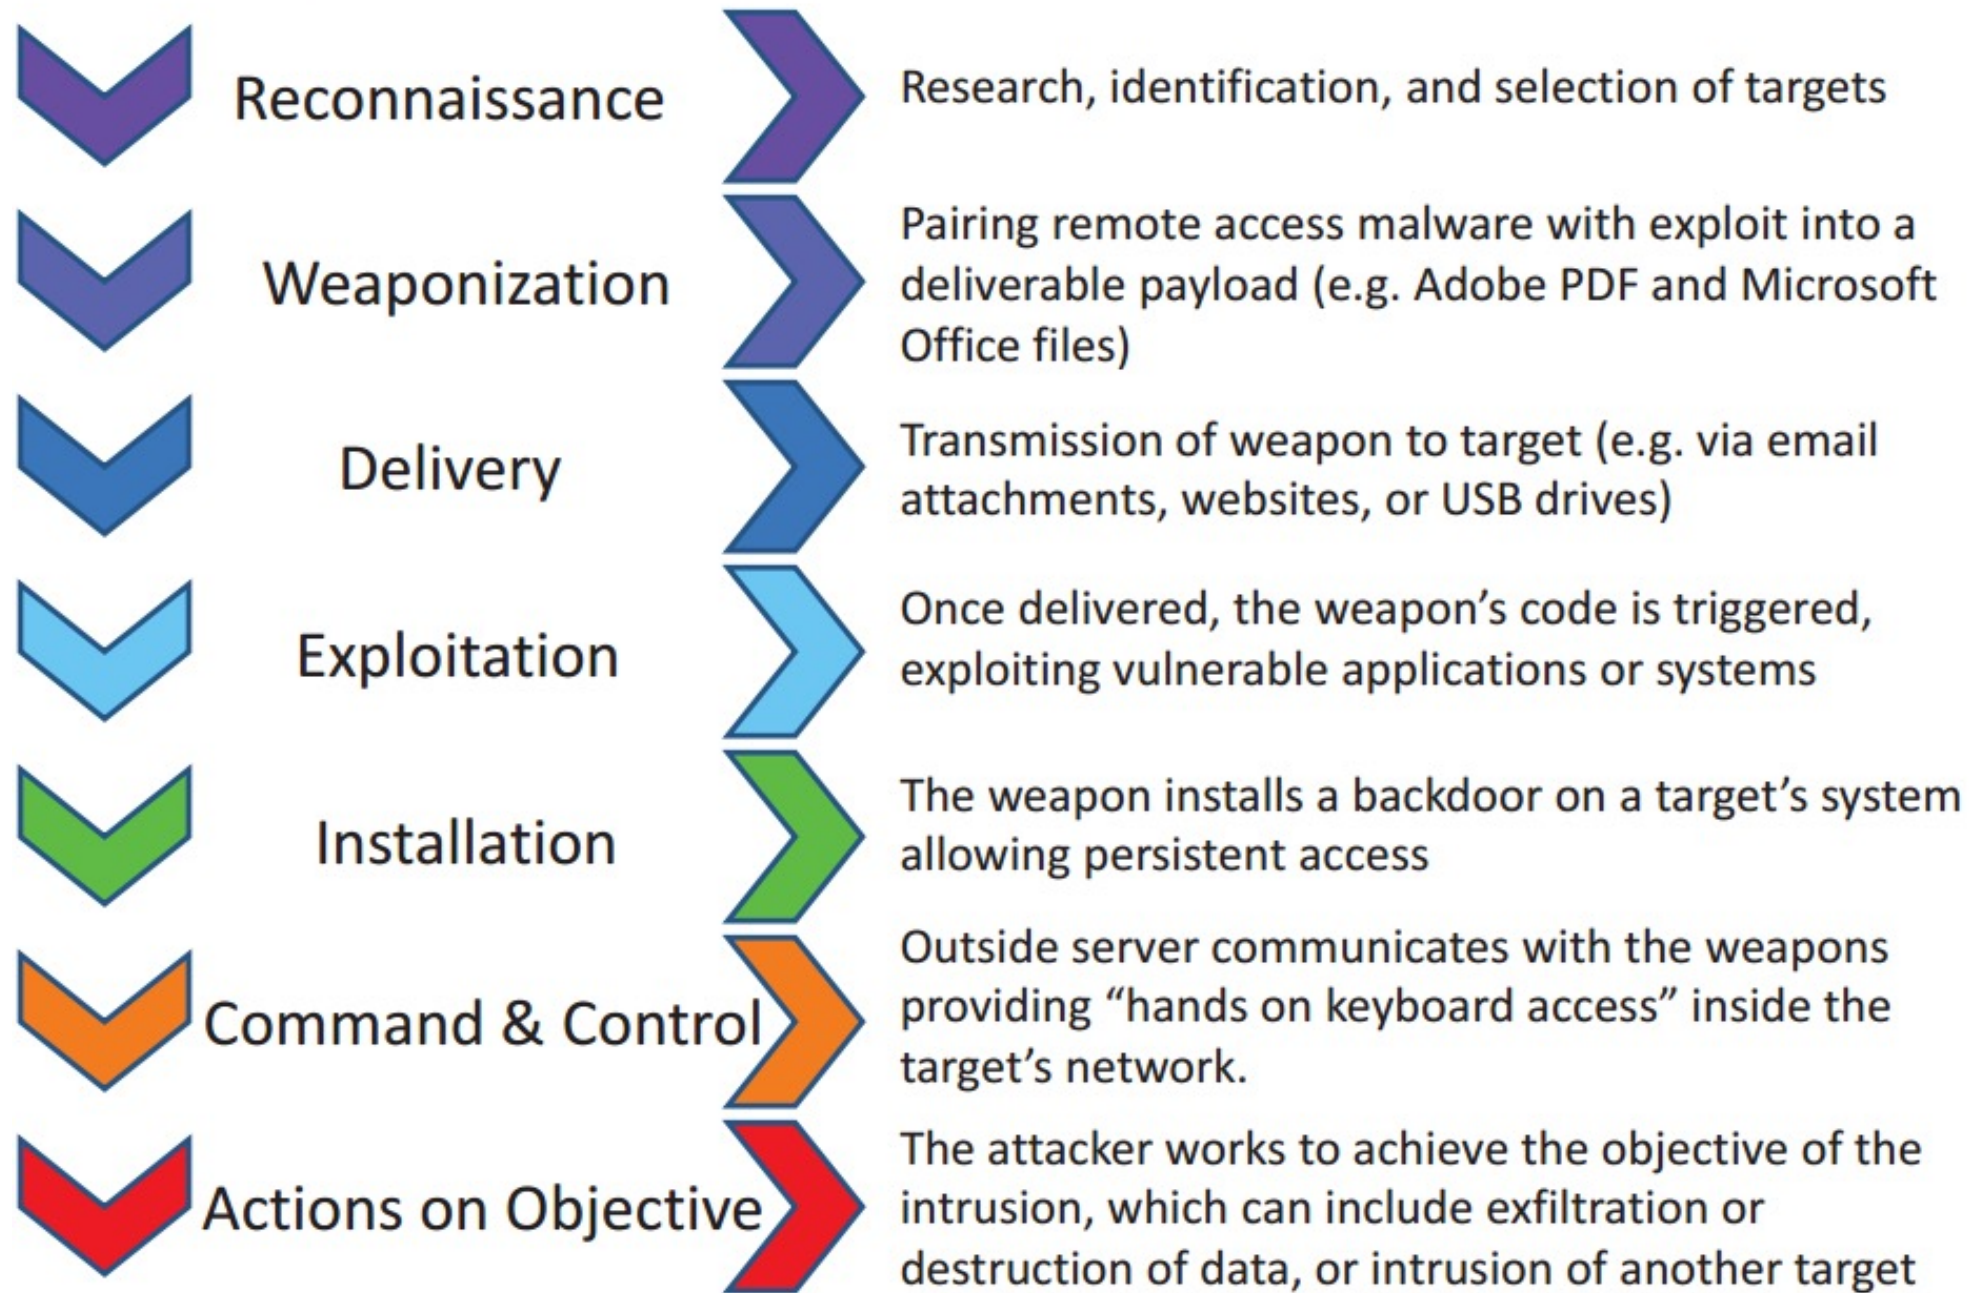 Reconnaissance
Research, identification, and selection of targets
Weaponization
Pairing remote access malware with exploit into a
deliverable payload (e.g. Adobe PDF and Microsoft
Office files)
Delivery
Transmission of weapon to target (e.g. via email
attachments, websites, or USB drives)
Exploitation
Once delivered, the weapon’s code is triggered,
exploiting vulnerable applications or systems
Installation
The weapon installs a backdoor on a target’s system
allowing persistent access
Command & Control
Outside server communicates with the weapons
providing “hands on keyboard access” inside the
target’s network.
Actions on Objective
The attacker works to achieve the objective of the
intrusion, which can include exfiltration or
destruction of data, or intrusion of another target